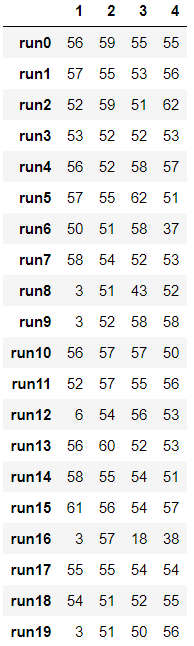 1 2 3 4
run0 56 59 55 55
run1 57 55 53 56
run2 52 59 51 62
run3 53 52 52 53
run4 56 52 58 57
run5 57 55 62 51
run6 50 51 58 37
run7 58 54 52 53
run8 3 51 43 52
run9 3 52 58 58
run10 56 57 57 50
run11 52 57 55 56
run12 6 54 56 53
run13 56 60 52 53
run14 58 55 54 51
run15 61 56 54 57
run16 3 57 18 38
run17 55 55 54 54
run18 54 51 52 55
run19 3 51 50 56